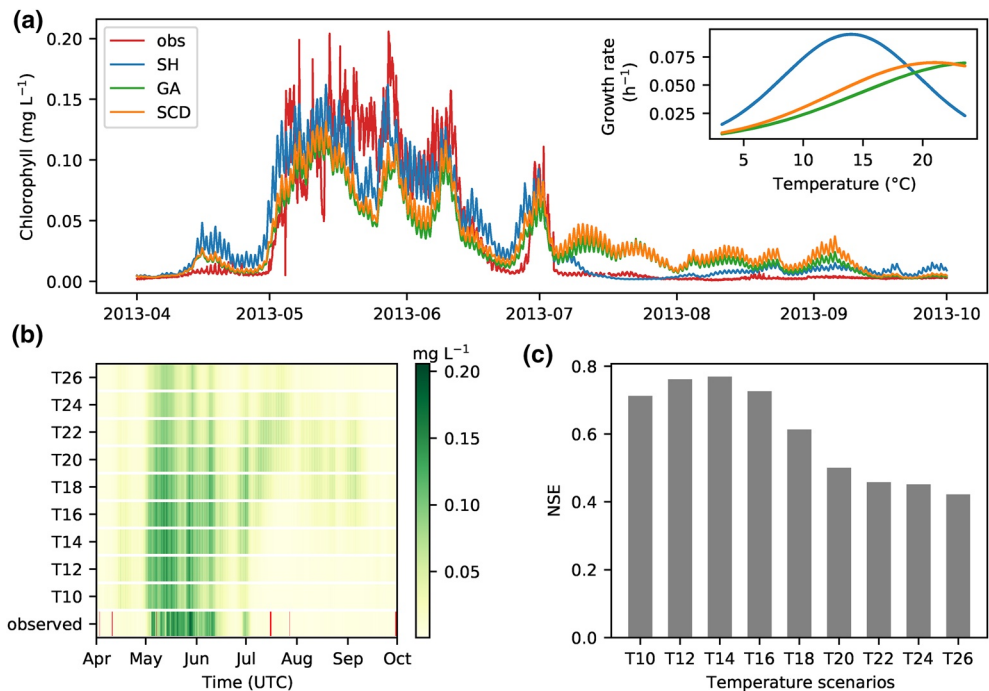 (a)
0.20
0.15
0.10
0.05
0.00
Chlorophyll (mg L⁻¹)
obs
SH
GA
SCD
Growth rate
(h⁻¹)
0.075
0.050
0.025
5 10 15 20
Temperature (°C)
2013-04 2013-05 2013-06 2013-07 2013-08 2013-09 2013-10
(b)
mg L⁻¹
T26
T24
T22
T20
T18
T16
T14
T12
T10
observed
Apr May Jun Jul Aug Sep Oct
Time (UTC)
0.20
0.15
0.10
0.05
(c)
0.8
0.6
0.4
0.2
0.0
NSE
T10 T12 T14 T16 T18 T20 T22 T24 T26
Temperature scenarios